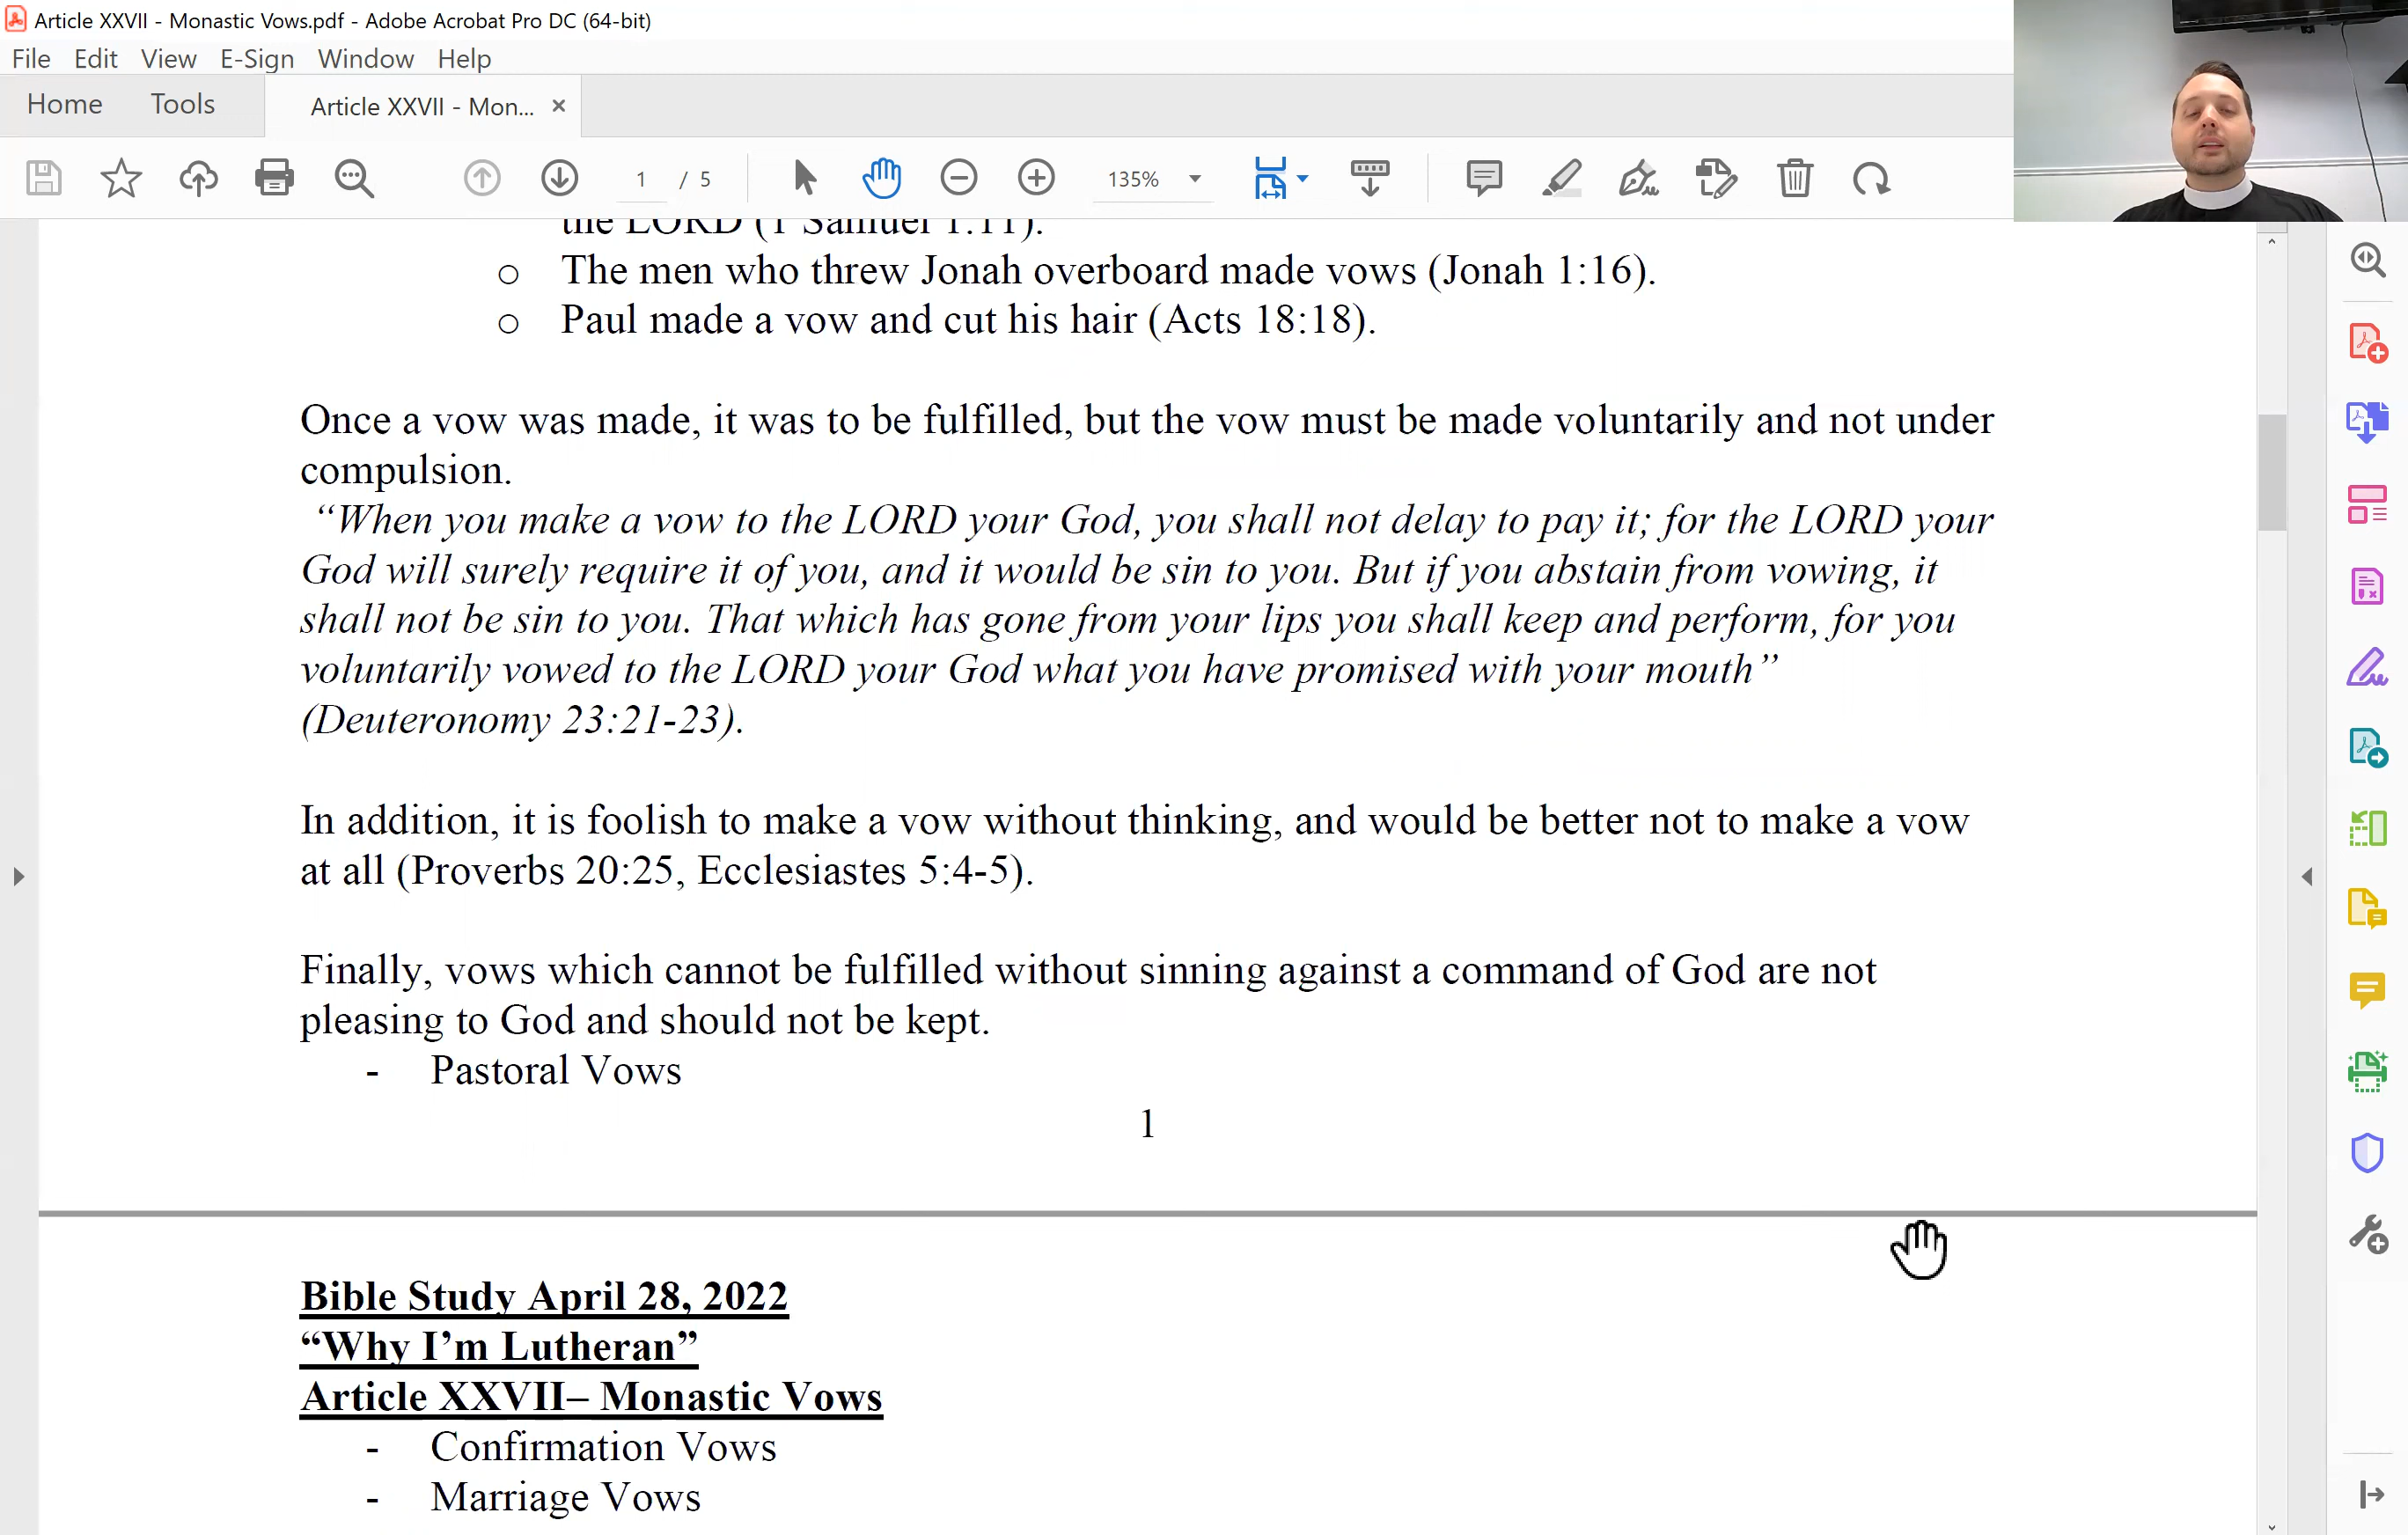 Article XXVII - Monastic Vows.pdf - Adobe Acrobat Pro DC (64-bit)
File Edit View E-Sign Window Help
Home Tools Article XXVII - Mon... ×
1 / 5 135%
the LORD (1 Samuel 1:11).
o The men who threw Jonah overboard made vows (Jonah 1:16).
o Paul made a vow and cut his hair (Acts 18:18).
Once a vow was made, it was to be fulfilled, but the vow must be made voluntarily and not under
compulsion.
“When you make a vow to the LORD your God, you shall not delay to pay it; for the LORD your
God will surely require it of you, and it would be sin to you. But if you abstain from vowing, it
shall not be sin to you. That which has gone from your lips you shall keep and perform, for you
voluntarily vowed to the LORD your God what you have promised with your mouth”
(Deuteronomy 23:21-23).
In addition, it is foolish to make a vow without thinking, and would be better not to make a vow
at all (Proverbs 20:25, Ecclesiastes 5:4-5).
Finally, vows which cannot be fulfilled without sinning against a command of God are not
pleasing to God and should not be kept.
- Pastoral Vows
1
Bible Study April 28, 2022
“Why I’m Lutheran”
Article XXVII– Monastic Vows
- Confirmation Vows
- Marriage Vows